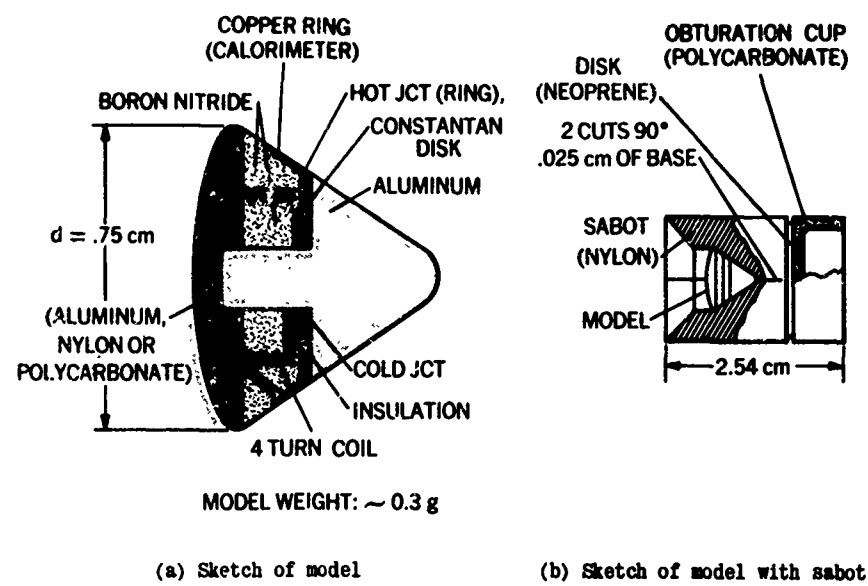 COPPER RING
(CALORIMETER)
BORON NITRIDE
HOT JCT (RING),
CONSTANTAN
DISK
ALUMINUM
d = .75 cm
(ALUMINUM,
NYLON OR
POLYCARBONATE)
COLD JCT
INSULATION
4 TURN COIL
MODEL WEIGHT: ~ 0.3 g
(a) Sketch of model
OBTURATION CUP
(POLYCARBONATE)
DISK
(NEOPRENE)
2 CUTS 90°
.025 cm OF BASE
SABOT
(NYLON)
MODEL
2.54 cm
(b) Sketch of model with sabot